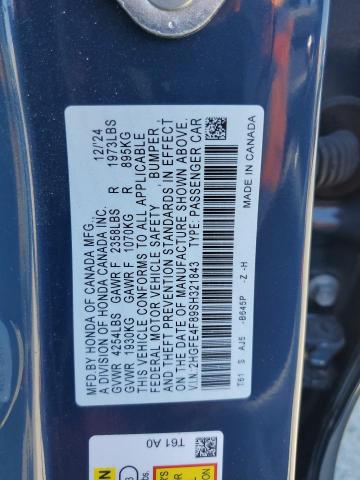 MFD.BY HONDA OF CANADA MFG. 12/24
A DIVISION OF HONDA CANADA INC.
GVWR 4254LBS GAWR F 2358LBS R 1973LBS
GVWR 1930KG GAWR F 1070KG R 895KG
THIS VEHICLE CONFORMS TO ALL APPLICABLE
FEDERAL MOTOR VEHICLE SAFETY, BUMPER,
AND THEFT PREVENTION STANDARD IN EFFECT
ON THE DATE OF MANUFACTURE SHOWN ABOVE.
V.I.N:2HGFE4F89SH321843 TYPE: PASSENGER CAR
MADE IN CANADA
T61 S AJ5 -B645P -Z -H
T61 A0